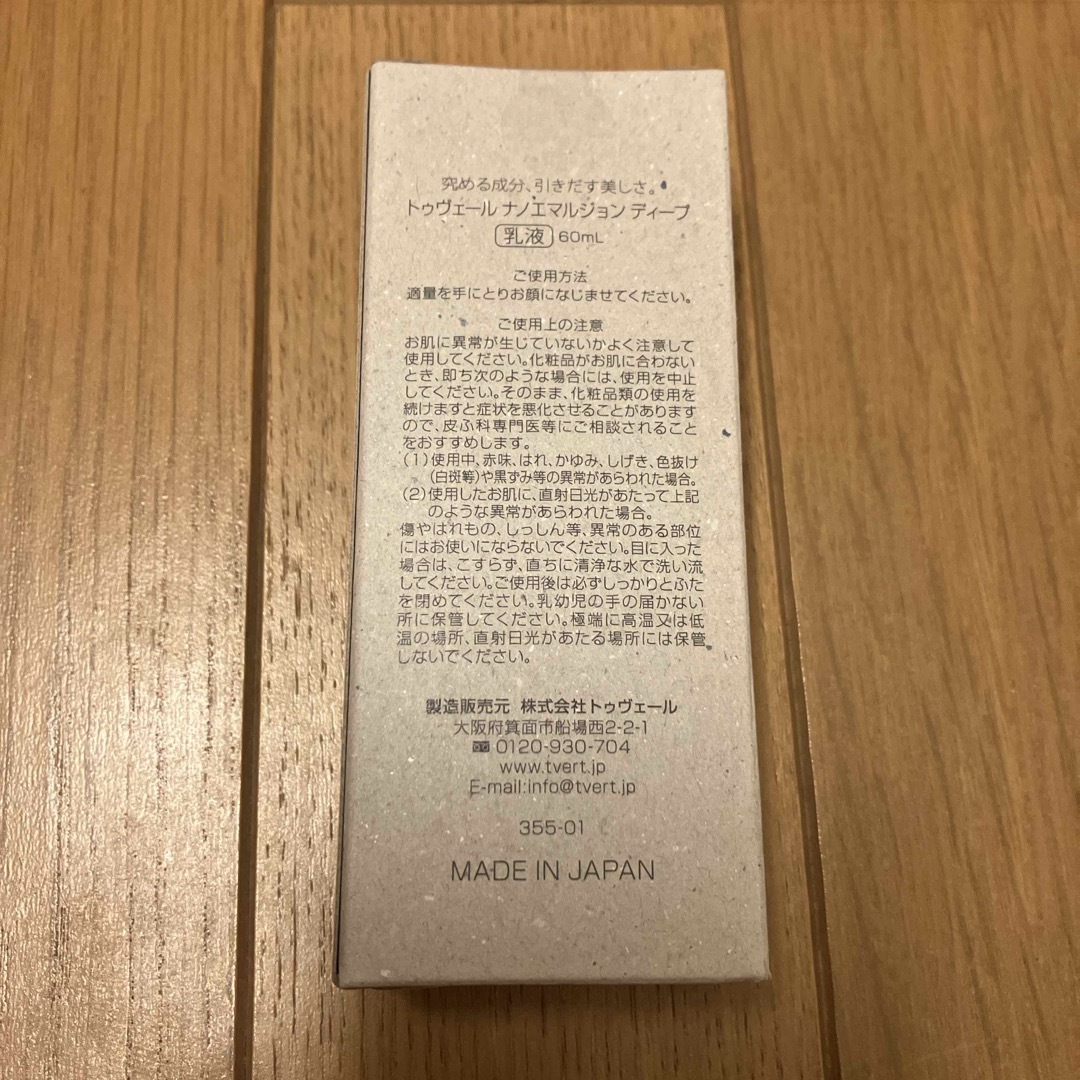 究める成分、引きだす美しさ。
トゥヴェール ナノエマルジョン ディープ
乳液 60mL
ご使用方法
適量を手にとりお顔になじませてください。
ご使用上の注意
お肌に異常が生じていないかよく注意して
使用してください。化粧品がお肌に合わない
とき、即ち次のような場合には、使用を中止
してください。そのまま、化粧品類の使用を
続けますと症状を悪化させることがあります
ので、皮ふ科専門医等にご相談されること
をおすすめします。
(1)使用中、赤味、はれ、かゆみ、しげき、色抜け
(白斑等)や黒ずみ等の異常があらわれた場合。
(2)使用したお肌に、直射日光があたって上記
のような異常があらわれた場合。
傷やはれもの、しっしん等、異常のある部位
にはお使いにならないでください。目に入った
場合は、こすらず、直ちに清浄な水で洗い流
してください。ご使用後は必ずしっかりとふた
を閉めてください。乳幼児の手の届かない
所に保管してください。極端に高温又は低
温の場所、直射日光があたる場所には保管
しないでください。
製造販売元 株式会社トゥヴェール
大阪府箕面市船場西2-2-1
0120-930-704
www.tvert.jp
E-mail:info@tvert.jp
355-01
MADE IN JAPAN